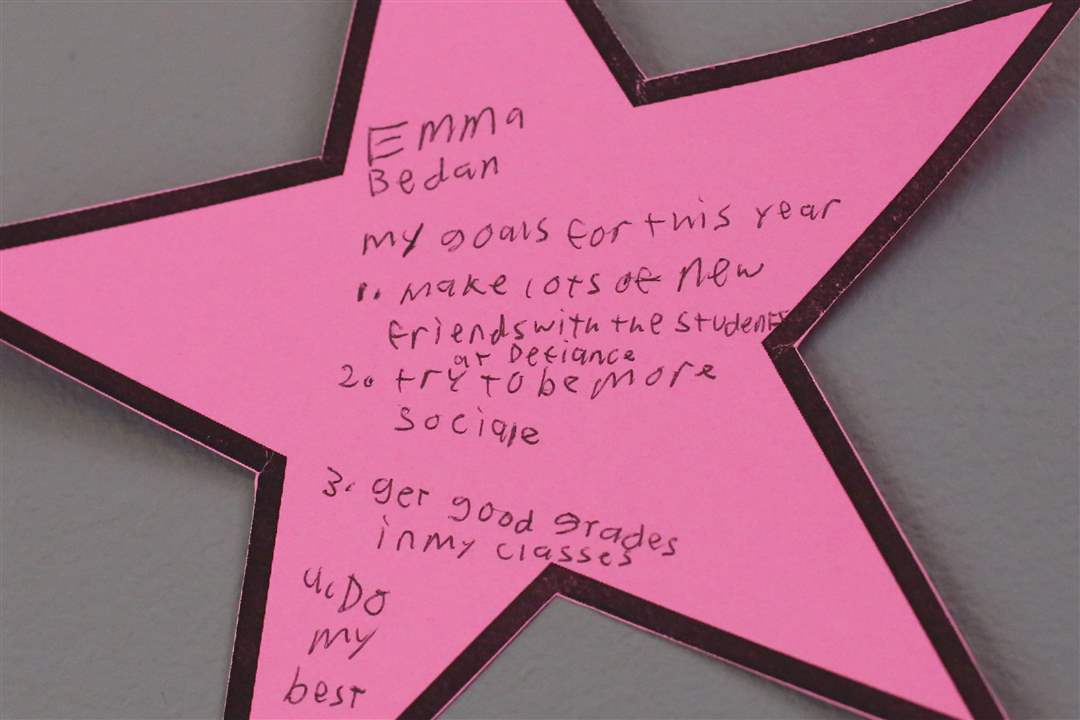 Emma
Bedan
my goals for this year
1. make lots of new
friends with the students
at Defiance
2. try to be more
Sociale
3. get good grades
in my classes
4. Do
my
best